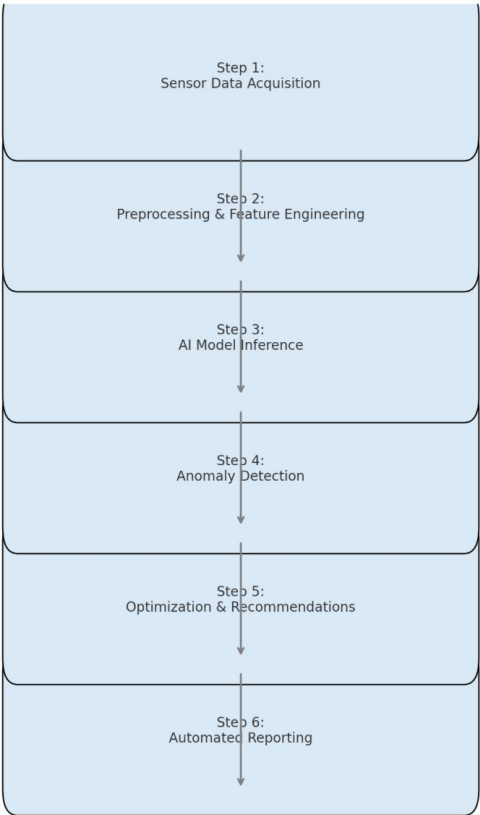 Step 1:
Sensor Data Acquisition
Step 2:
Preprocessing & Feature Engineering
Step 3:
AI Model Inference
Step 4:
Anomaly Detection
Step 5:
Optimization & Recommendations
Step 6:
Automated Reporting